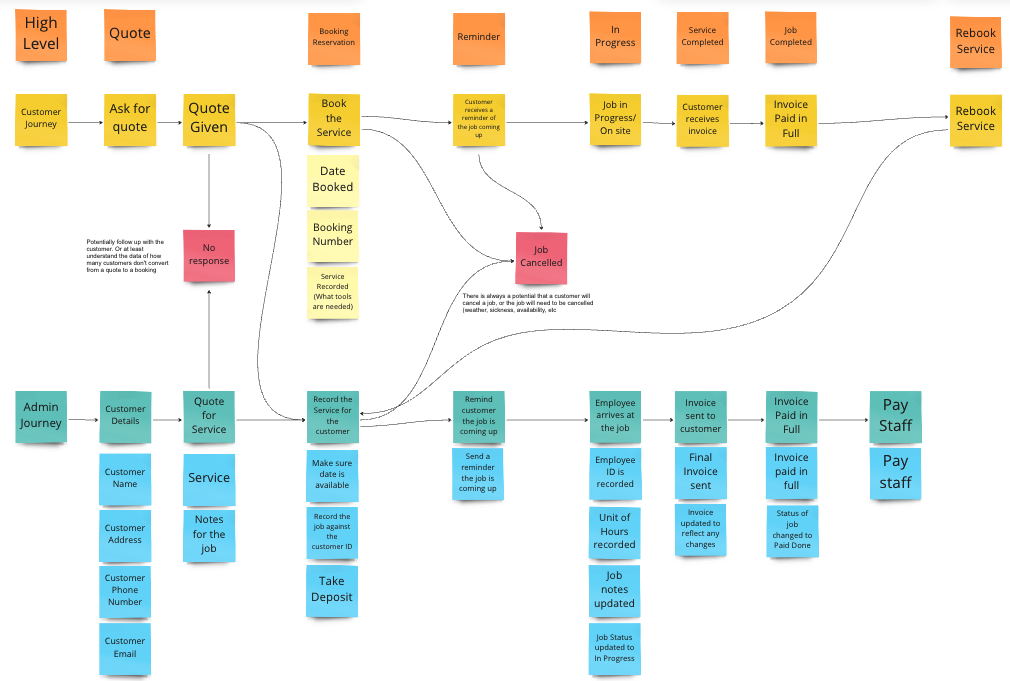 High
Level
Quote
Booking
Reservation
Reminder
In
Progress
Service
Completed
Job
Completed
Rebook
Service
Customer
Journey
Ask for
quote
Quote
Given
Book
the
Service
Customer
receives a
reminder of
the job coming
up
Job in
Progress/
On site
Customer
receives
invoice
Invoice
Paid in
Full
Rebook
Service
Date
Booked
Booking
Number
Service
Recorded
(What tools
are needed)
Potentially follow up with the
customer. Or at least
understand the data of how
many customers don't convert
from a quote to a booking
No
response
Job
Cancelled
There is always a potential that a customer will
cancel a job, or the job will need to be cancelled
(weather, sickness, availability, etc
Admin
Journey
Customer
Details
Quote
for
Service
Record the
Service for
the
customer
Remind
customer
the job is
coming up
Employee
arrives at
the job
Invoice
sent to
customer
Invoice
Paid in
Full
Pay
Staff
Customer
Name
Customer
Address
Customer
Phone
Number
Customer
Email
Service
Notes
for the
job
Make sure
date is
available
Record the
job against
the
customer ID
Take
Deposit
Send a
reminder
the job is
coming up
Employee
ID is
recorded
Unit of
Hours
recorded
Job
notes
updated
Job Status
updated to
In Progress
Final
Invoice
sent
Invoice
updated to
reflect any
changes
Invoice
paid in
full
Status of
job
changed to
Paid Done
Pay
staff